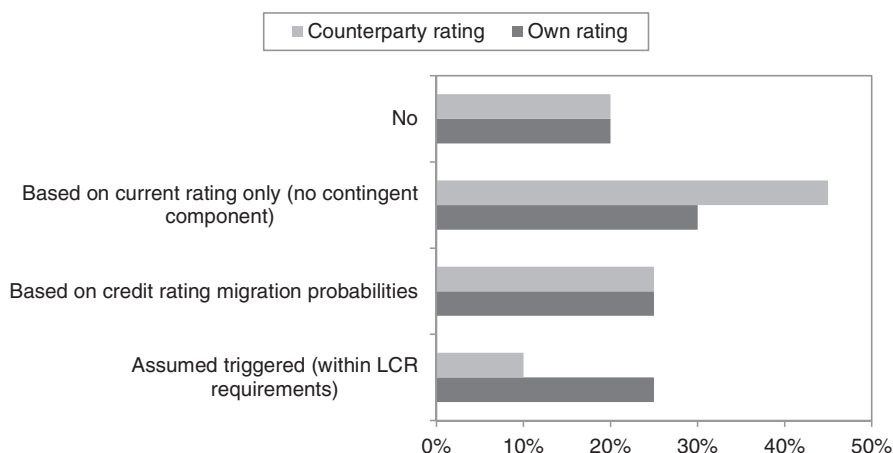 Counterparty rating Own rating
No
Based on current rating only (no contingent
component)
Based on credit rating migration probabilities
Assumed triggered (within LCR
requirements)
0% 10% 20% 30% 40% 50%